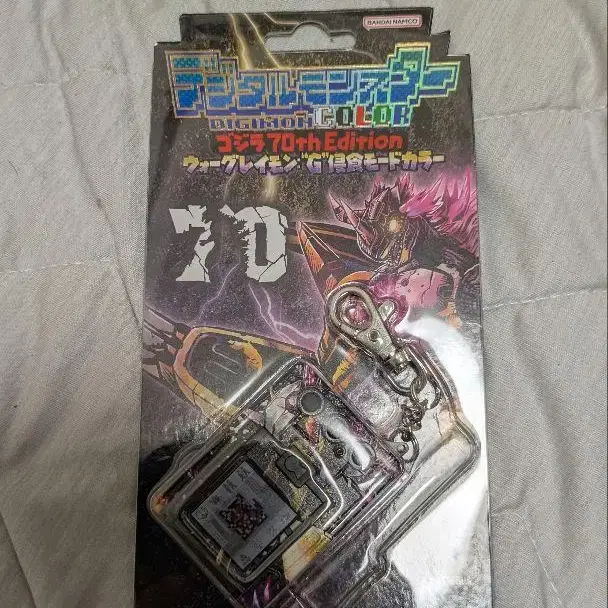 BANDAI NAMCO
デジタルモンスター
DIGIMON COLOR
ゴジラ70th Edition
ウォーグレイモン"G"侵食モードカラー
70